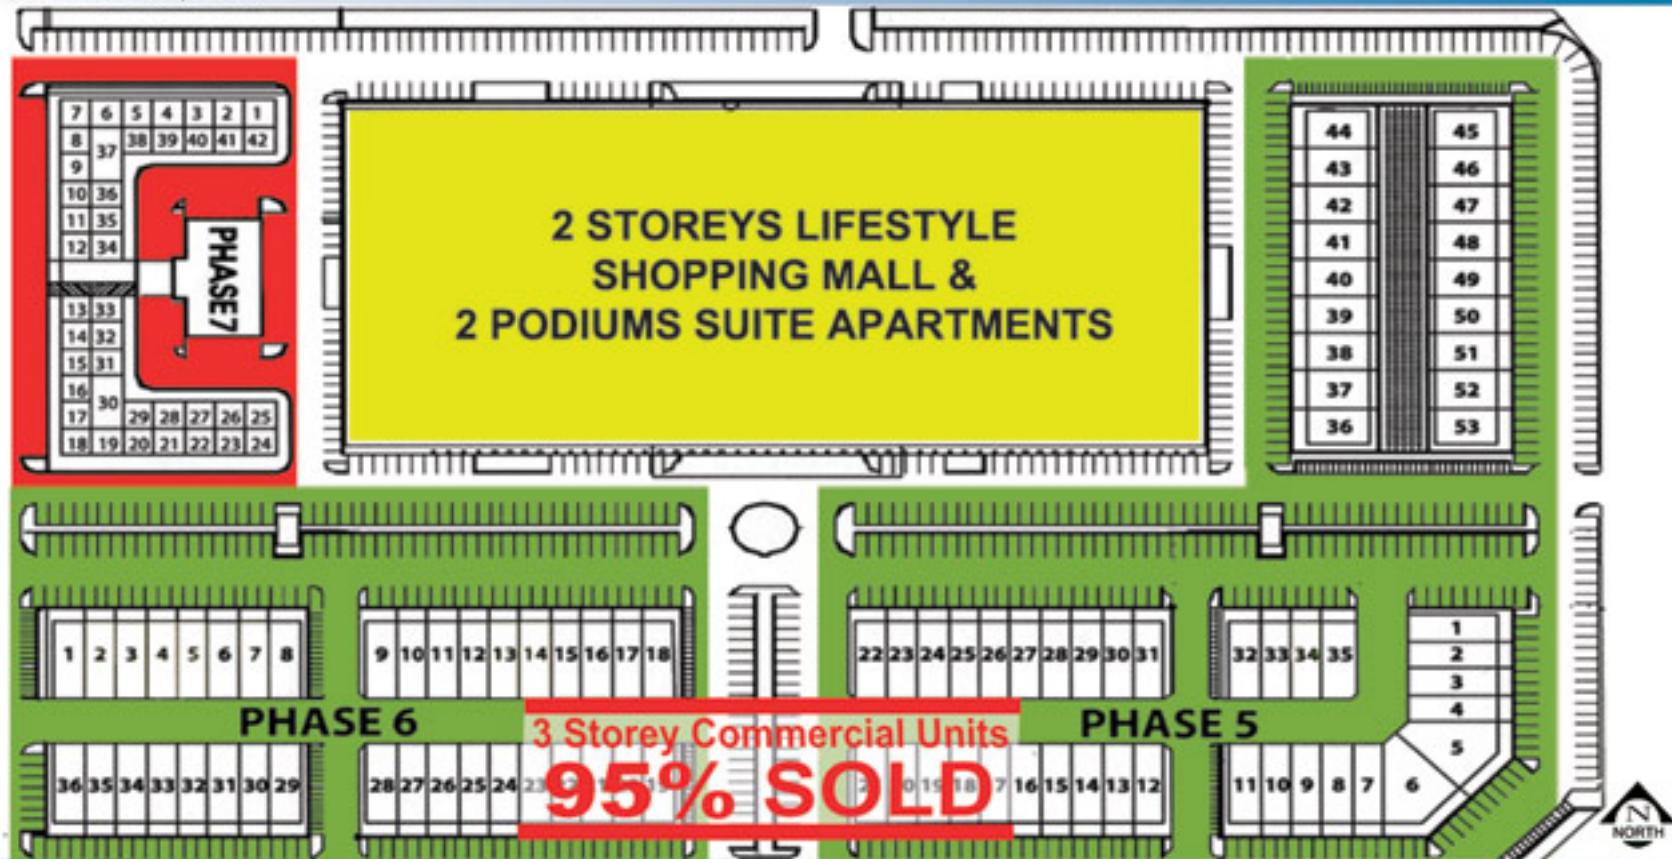 7 6 5 4 3 2 1
8 37 38 39 40 41 42
9
10 36
11 35
12 34
PHASE7
13 33
14 32
15 31
16 30
17 29 28 27 26 25
18 19 20 21 22 23 24
2 STOREYS LIFESTYLE
SHOPPING MALL &
2 PODIUMS SUITE APARTMENTS
44 45
43 46
42 47
41 48
40 49
39 50
38 51
37 52
36 53
1 2 3 4 5 6 7 8
9 10 11 12 13 14 15 16 17 18
22 23 24 25 26 27 28 29 30 31
32 33 34 35
1
2
3
4
5
6
PHASE 6
3 Storey Commercial Units
95% SOLD
PHASE 5
36 35 34 33 32 31 30 29
28 27 26 25 24 23
19 18
16 15 14 13 12
11 10 9 8 7
N
NORTH